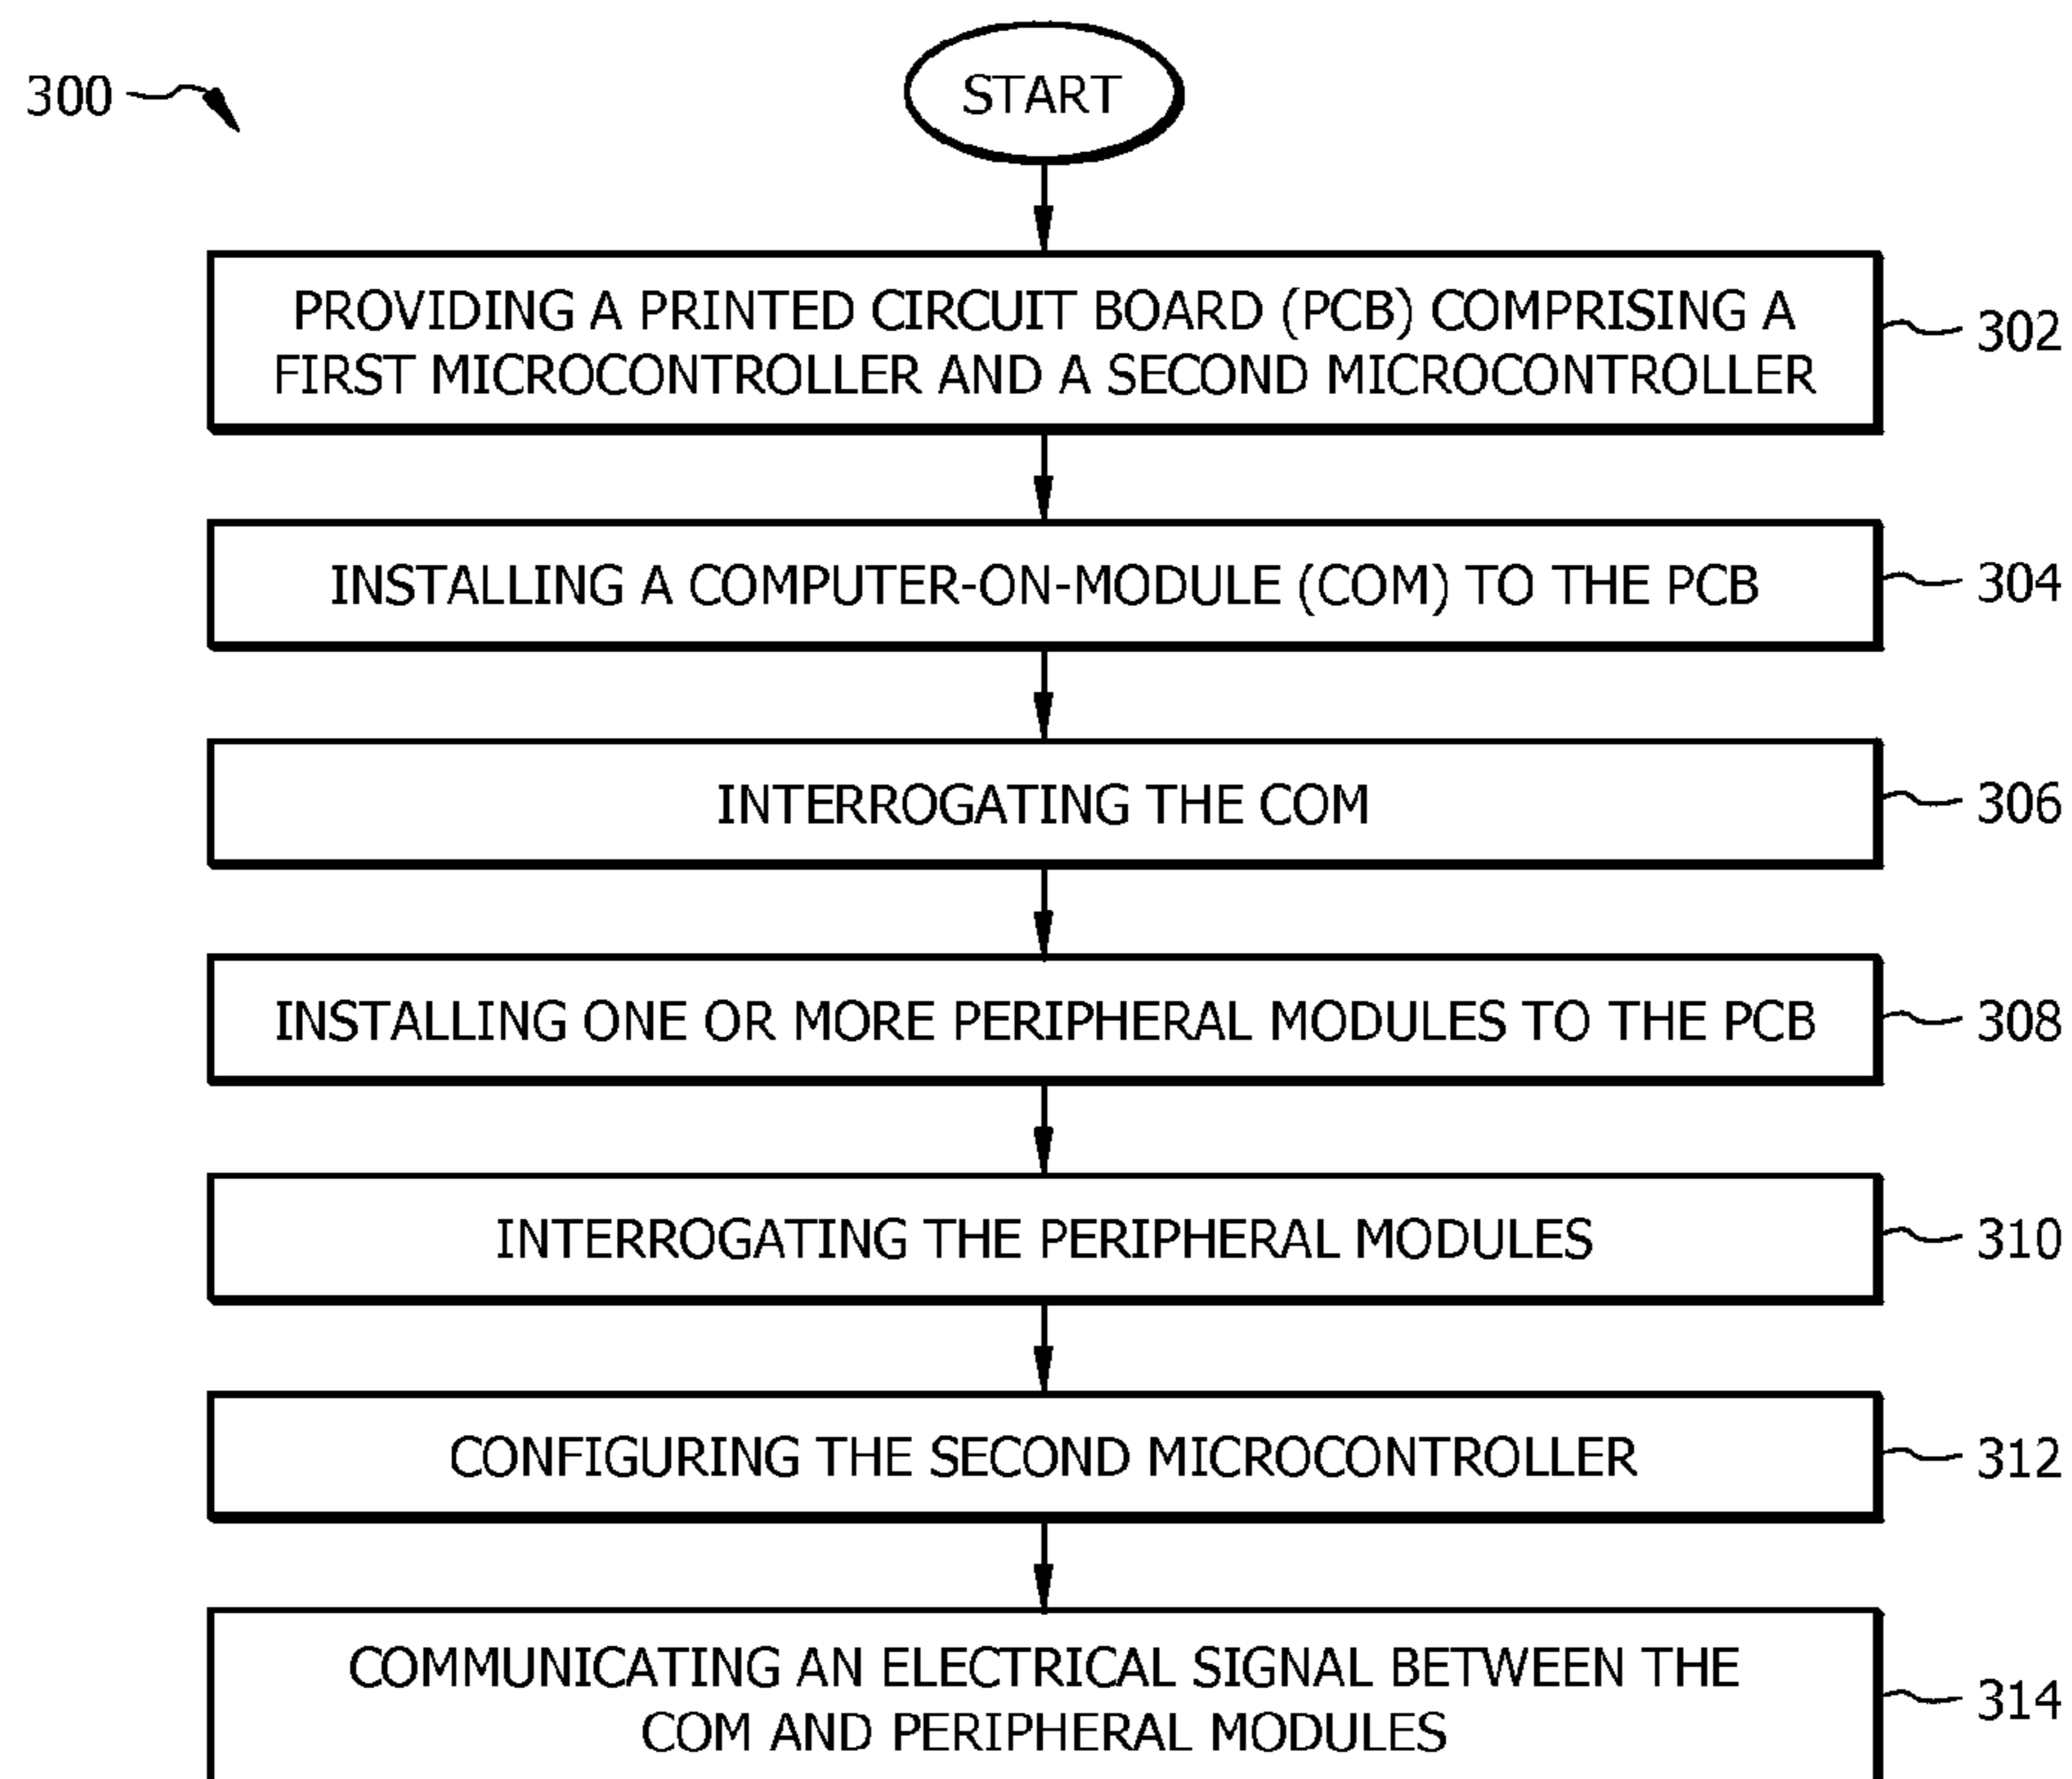 300
START
PROVIDING A PRINTED CIRCUIT BOARD (PCB) COMPRISING A
FIRST MICROCONTROLLER AND A SECOND MICROCONTROLLER
302
INSTALLING A COMPUTER-ON-MODULE (COM) TO THE PCB
304
INTERROGATING THE COM
306
INSTALLING ONE OR MORE PERIPHERAL MODULES TO THE PCB
308
INTERROGATING THE PERIPHERAL MODULES
310
CONFIGURING THE SECOND MICROCONTROLLER
312
COMMUNICATING AN ELECTRICAL SIGNAL BETWEEN THE
COM AND PERIPHERAL MODULES
314